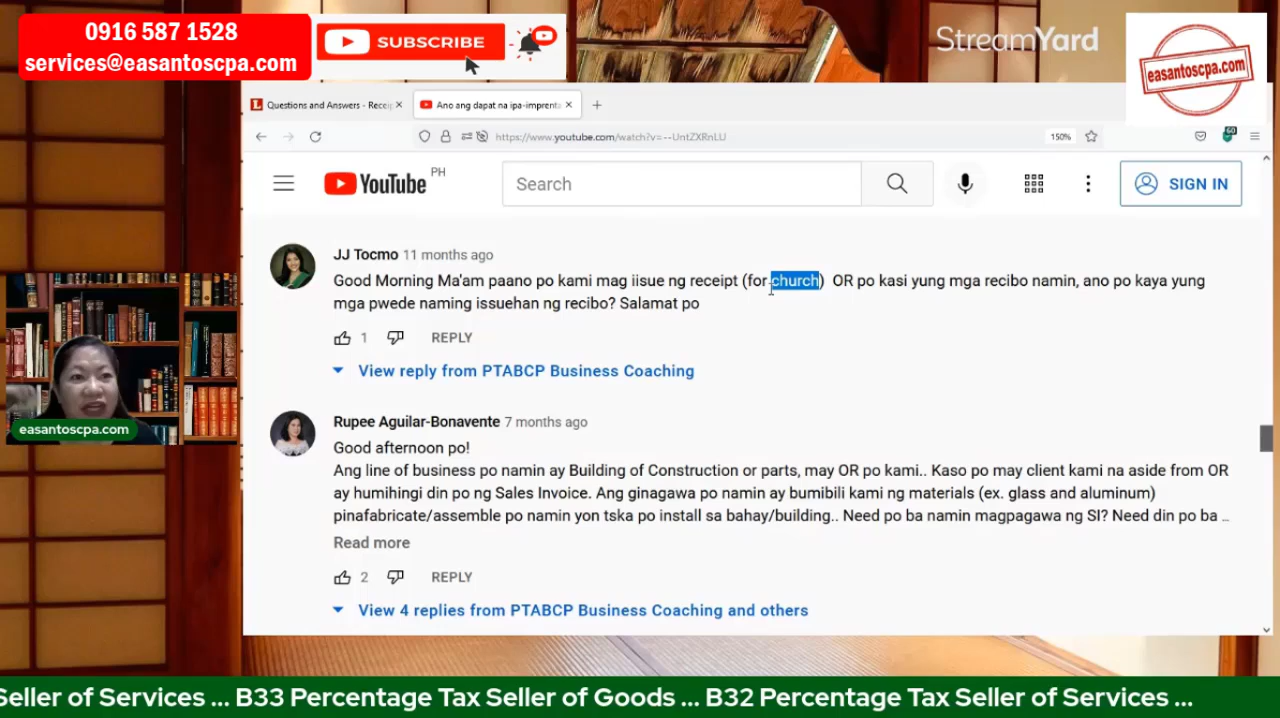 0916 587 1528
services@easantoscpa.com
SUBSCRIBE
StreamYard
easantoscpa.com
Questions and Answers - Receip
Ano ang dapat na ipa-imprenta
https://www.youtube.com/watch?v=--UntZXRnLU
150%
60
YouTube PH
Search
SIGN IN
JJ Tocmo 11 months ago
Good Morning Ma'am paano po kami mag iisue ng receipt (for church) OR po kasi yung mga recibo namin, ano po kaya yung
mga pwede naming issuehan ng recibo? Salamat po
1 REPLY
View reply from PTABCP Business Coaching
Rupee Aguilar-Bonavente 7 months ago
Good afternoon po!
Ang line of business po namin ay Building of Construction or parts, may OR po kami.. Kaso po may client kami na aside from OR
ay humihingi din po ng Sales Invoice. Ang ginagawa po namin ay bumibili kami ng materials (ex. glass and aluminum)
pinafabricate/assemble po namin yon tska po install sa bahay/building.. Need po ba namin magpagawa ng SI? Need din po ba ...
Read more
2 REPLY
View 4 replies from PTABCP Business Coaching and others
easantoscpa.com
Seller of Services ... B33 Percentage Tax Seller of Goods ... B32 Percentage Tax Seller of Services ...